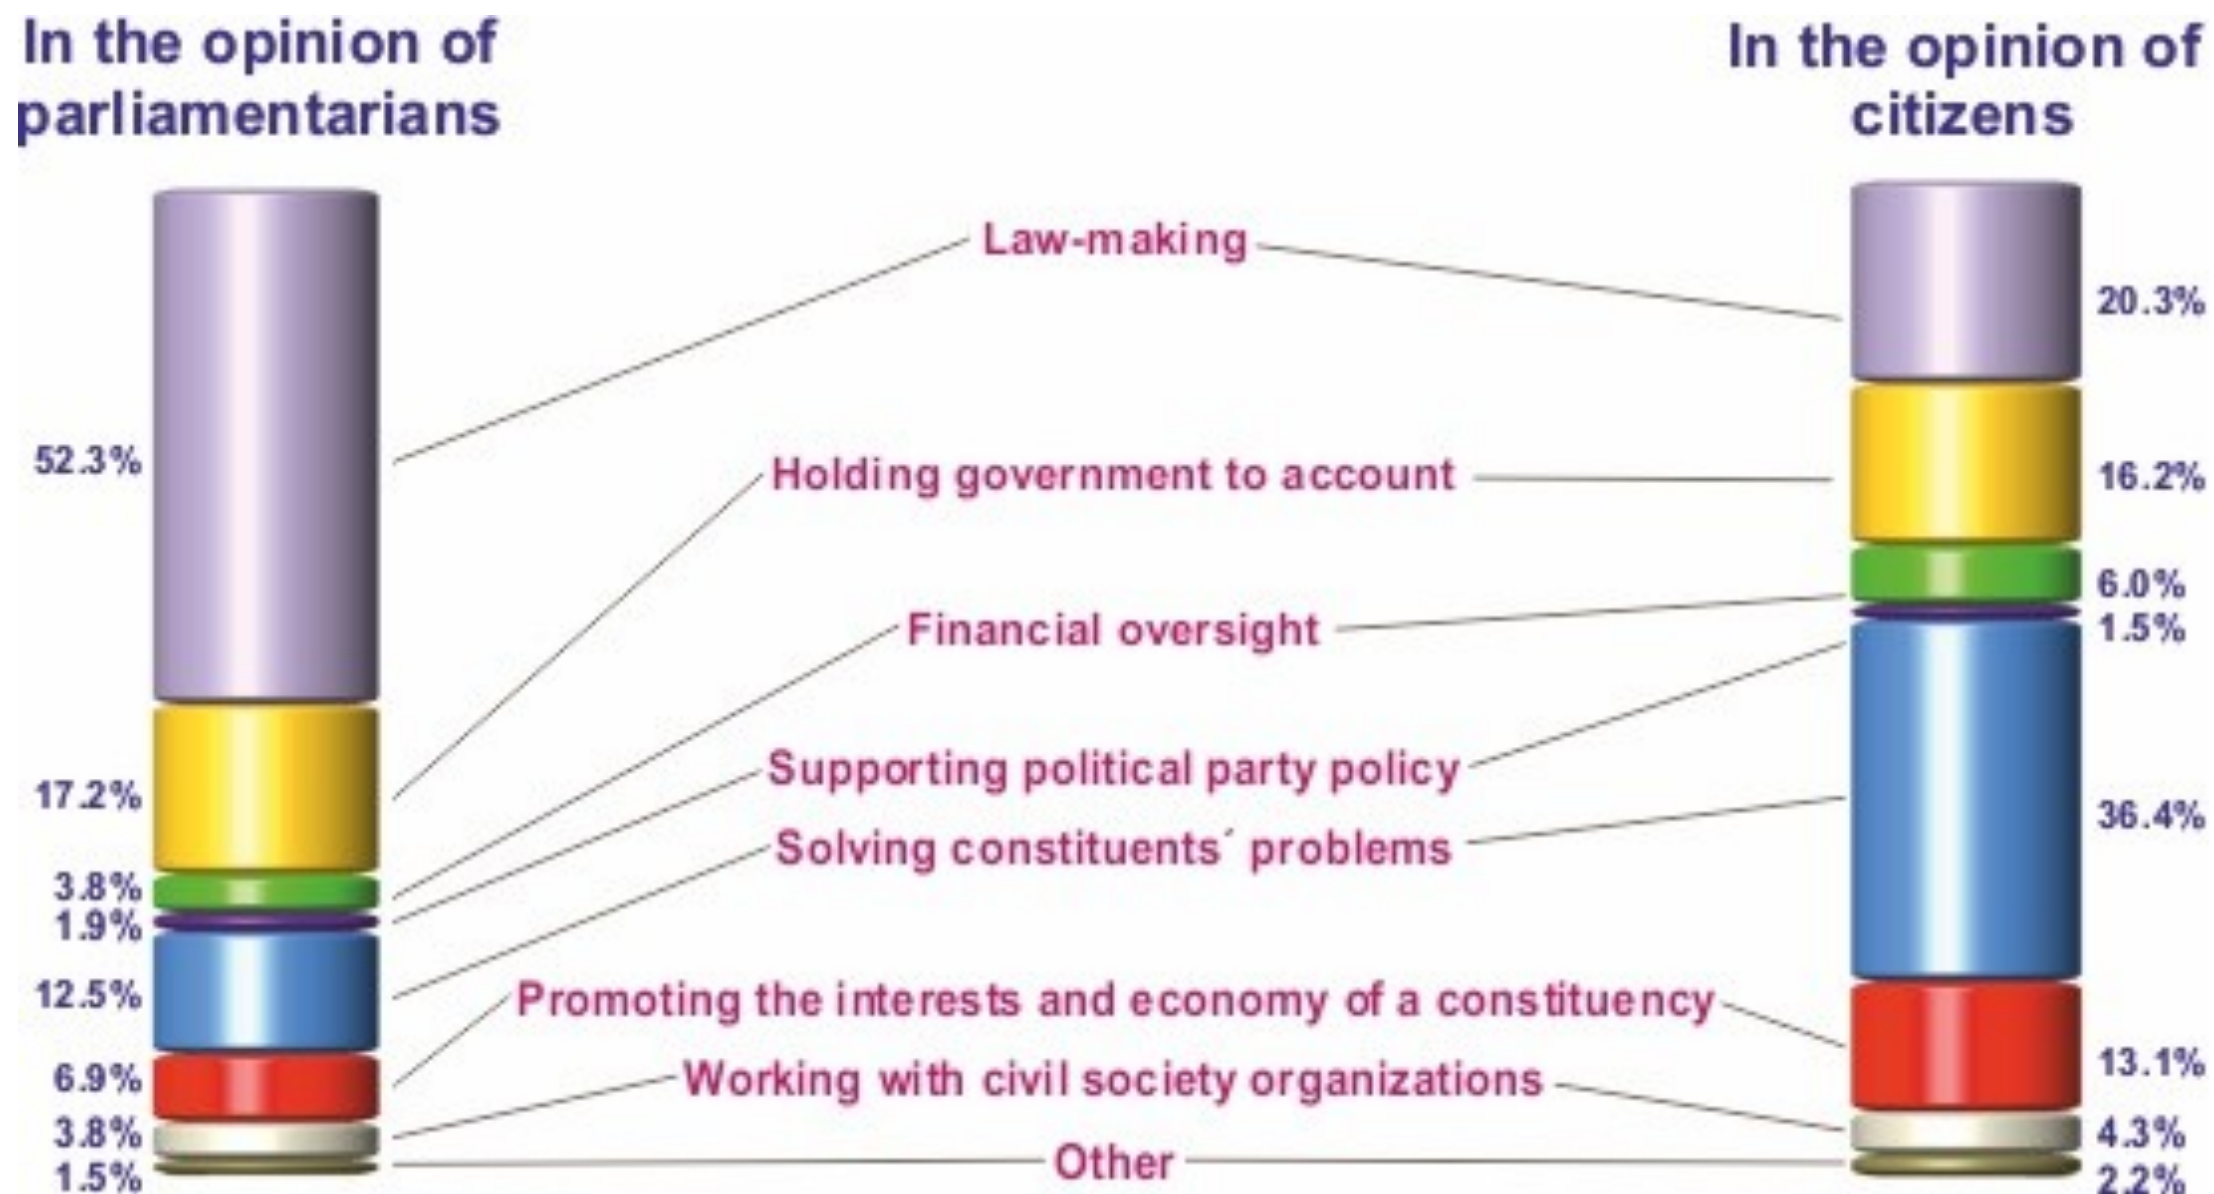 In the opinion of
parliamentarians
In the opinion of
citizens
Law-making
20.3%
52.3%
Holding government to account
16.2%
6.0%
Financial oversight
1.5%
Supporting political party policy
17.2%
36.4%
Solving constituents´ problems
3.8%
1.9%
12.5%
Promoting the interests and economy of a constituency
13.1%
6.9%
Working with civil society organizations
3.8%
4.3%
Other
1.5%
2.2%